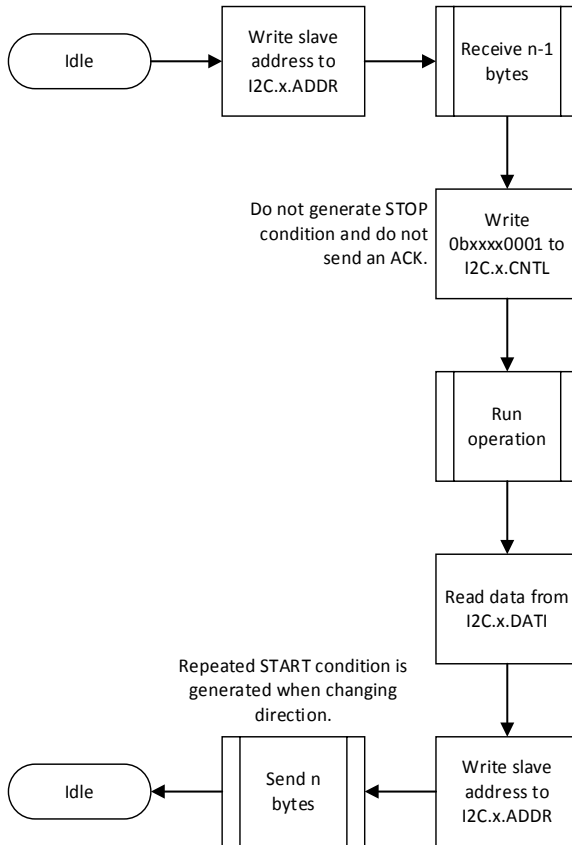 Idle
Write slave
address to
I2C.x.ADDR
Receive n-1
bytes
Do not generate STOP
condition and do not
send an ACK.
Write
0bxxxx0001 to
I2C.x.CNTL
Run
operation
Read data from
I2C.x.DATI
Repeated START condition is
generated when changing
direction.
Idle
Send n
bytes
Write slave
address to
I2C.x.ADDR